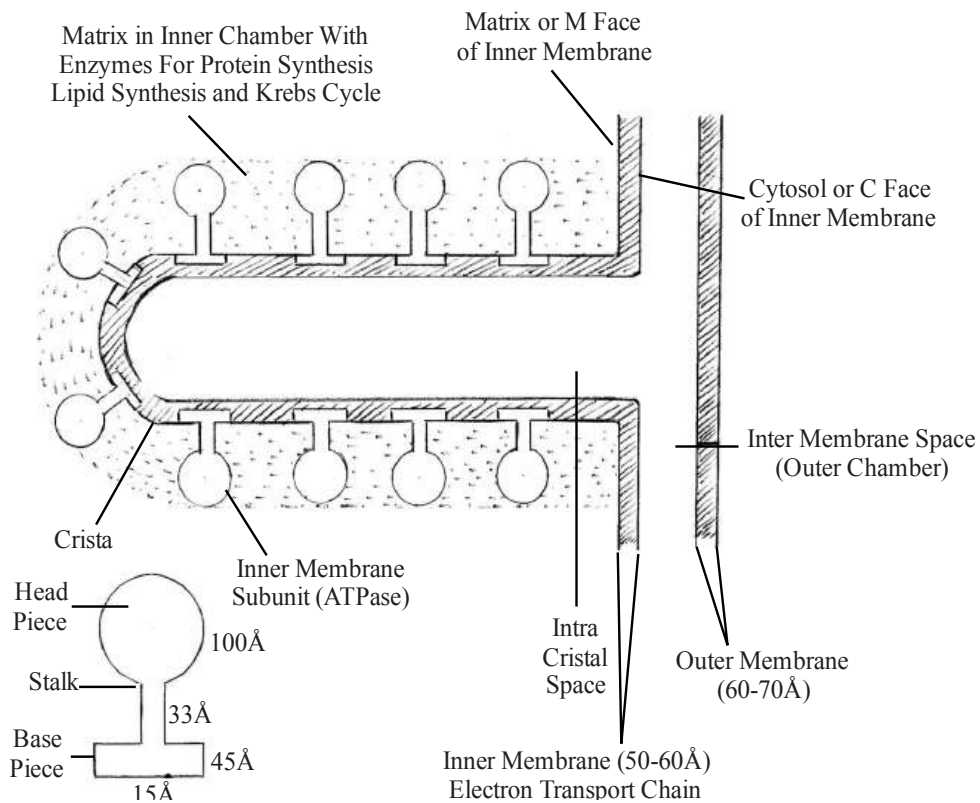 Matrix in Inner Chamber With
Enzymes For Protein Synthesis
Lipid Synthesis and Krebs Cycle
Matrix or M Face
of Inner Membrane
Cytosol or C Face
of Inner Membrane
Inter Membrane Space
(Outer Chamber)
Crista
Inner Membrane
Subunit (ATPase)
Head
Piece
100Å
Stalk
33Å
Base
Piece
45Å
15Å
Intra
Cristal
Space
Outer Membrane
(60-70Å)
Inner Membrane (50-60Å)
Electron Transport Chain